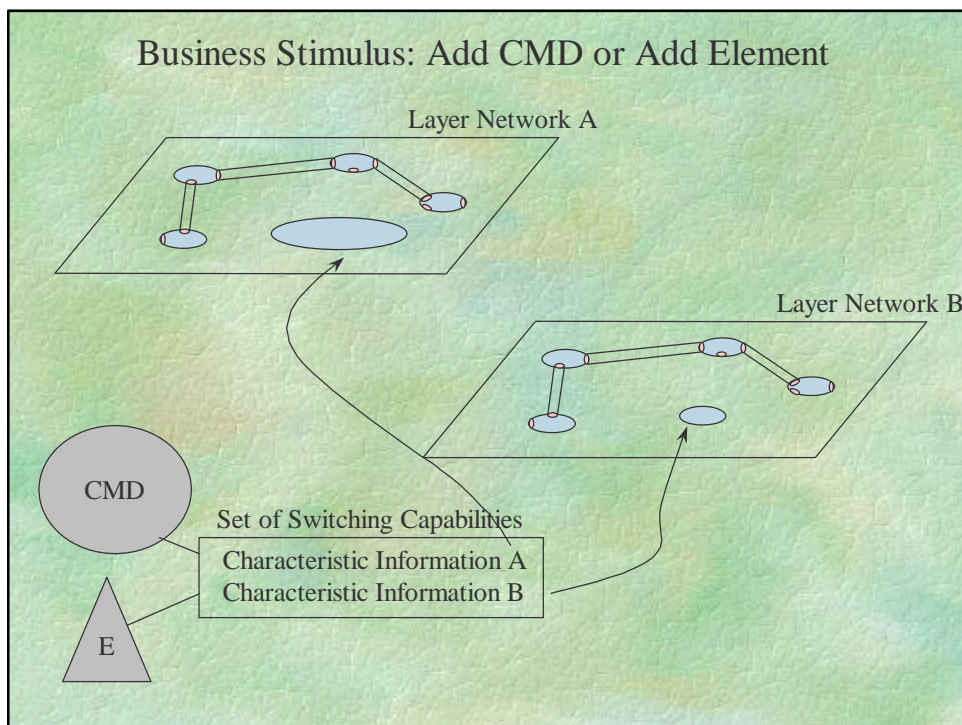 Business Stimulus: Add CMD or Add Element
Layer Network A
Layer Network B
CMD
Set of Switching Capabilities
Characteristic Information A
Characteristic Information B
E